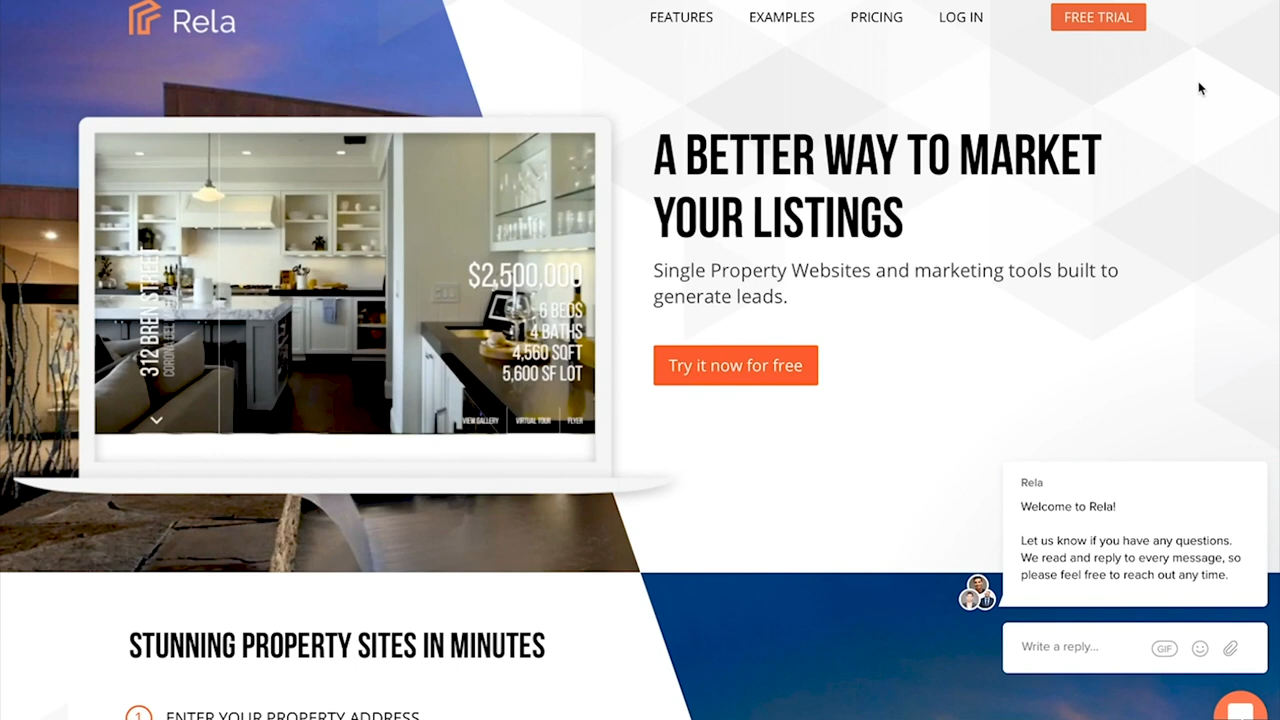 Rela
FEATURES
EXAMPLES
PRICING
LOG IN
FREE TRIAL
A BETTER WAY TO MARKET
YOUR LISTINGS
Single Property Websites and marketing tools built to
generate leads.
Try it now for free
312 BREN STREET
CORONA DEL MAR
$2,500,000
6 BEDS
4 BATHS
4,560 SQFT
5,600 SF LOT
VIEW GALLERY
VIRTUAL TOUR
FLYER
Rela
Welcome to Rela!
Let us know if you have any questions.
We read and reply to every message, so
please feel free to reach out any time.
Write a reply...
GIF
STUNNING PROPERTY SITES IN MINUTES
1 ENTER YOUR PROPERTY ADDRESS